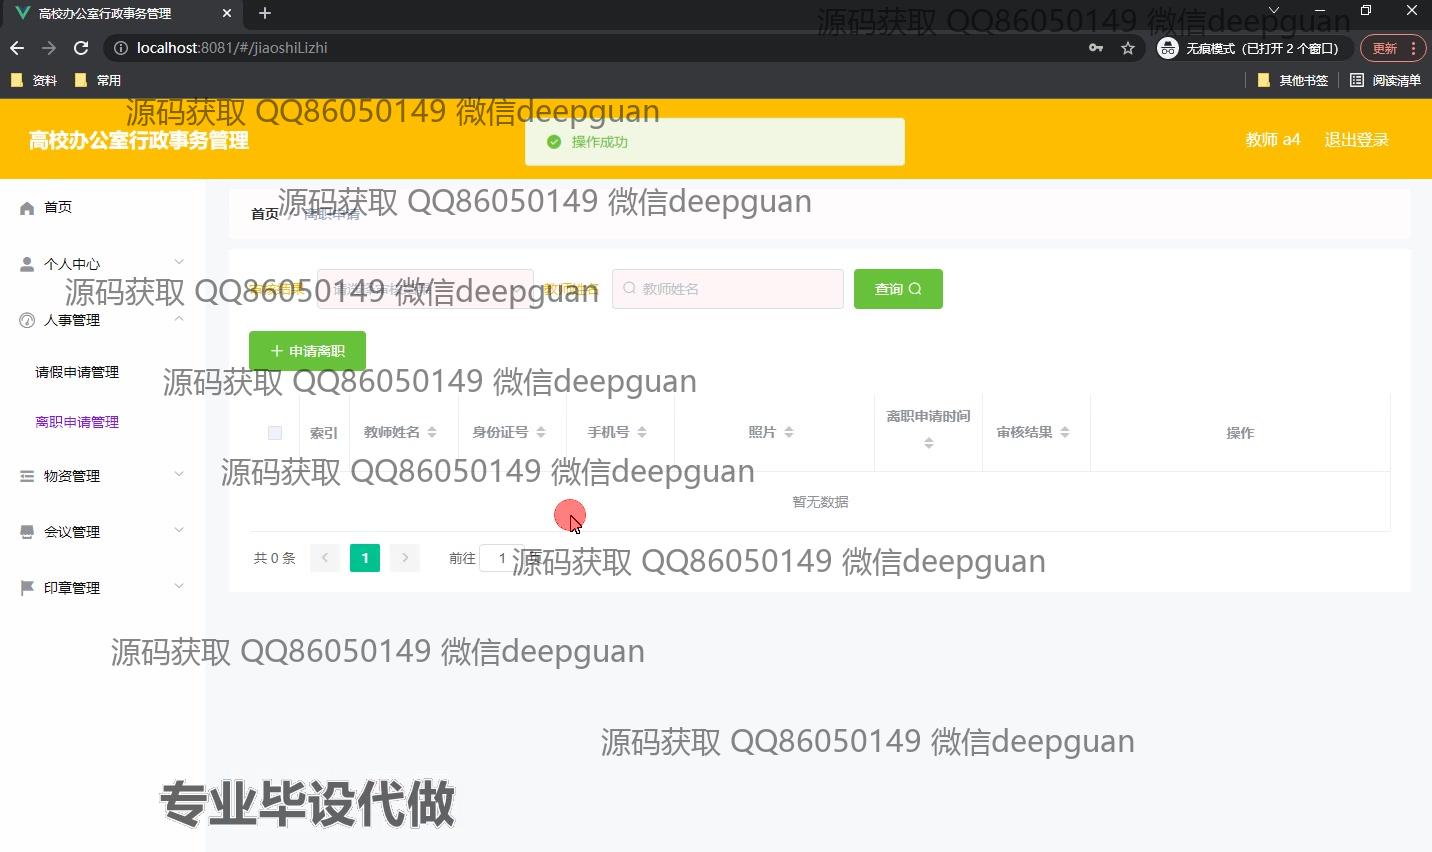 高校办公室行政事务管理
源码获取 QQ86050149 微信deepguan
localhost:8081/#/jiaoshiLizhi
无痕模式（已打开 2 个窗口）
更新
资料
常用
其他书签
阅读清单
源码获取 QQ86050149 微信deepguan
高校办公室行政事务管理
操作成功
教师 a4
退出登录
源码获取 QQ86050149 微信deepguan
首页 / 离职申请
首页
个人中心
人事管理
请假申请管理
离职申请管理
物资管理
会议管理
印章管理
源码获取 QQ86050149 微信deepguan
审核结果
教师姓名
教师姓名
查询
申请离职
源码获取 QQ86050149 微信deepguan
索引 教师姓名 身份证号 手机号 照片 离职申请时间 审核结果 操作
源码获取 QQ86050149 微信deepguan
暂无数据
共 0 条 1 前往 1 页
源码获取 QQ86050149 微信deepguan
源码获取 QQ86050149 微信deepguan
源码获取 QQ86050149 微信deepguan
专业毕设代做